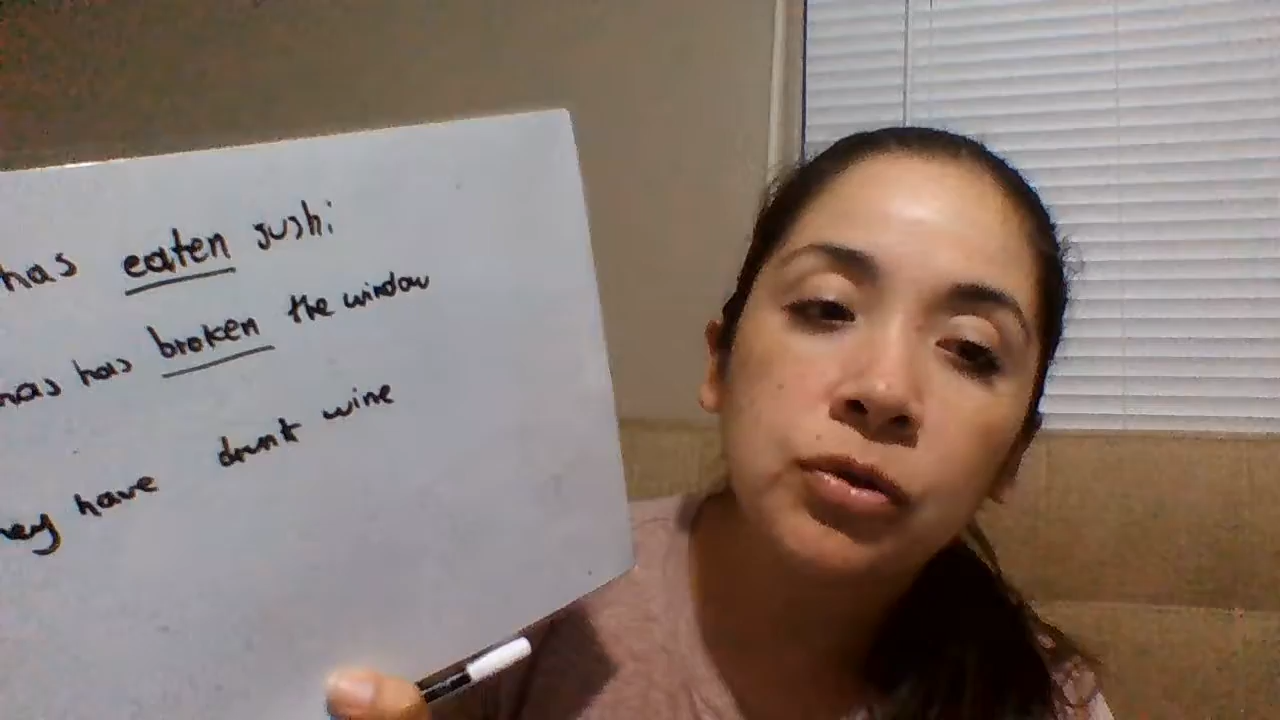 has eaten sushi
has broken the window
have drunk wine